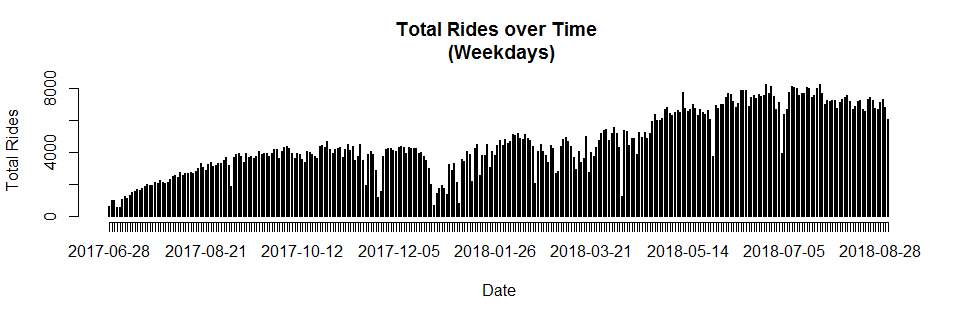 Total Rides over Time
(Weekdays)
Total Rides
8000
4000
0
2017-06-28 2017-08-21 2017-10-12 2017-12-05 2018-01-26 2018-03-21 2018-05-14 2018-07-05 2018-08-28
Date